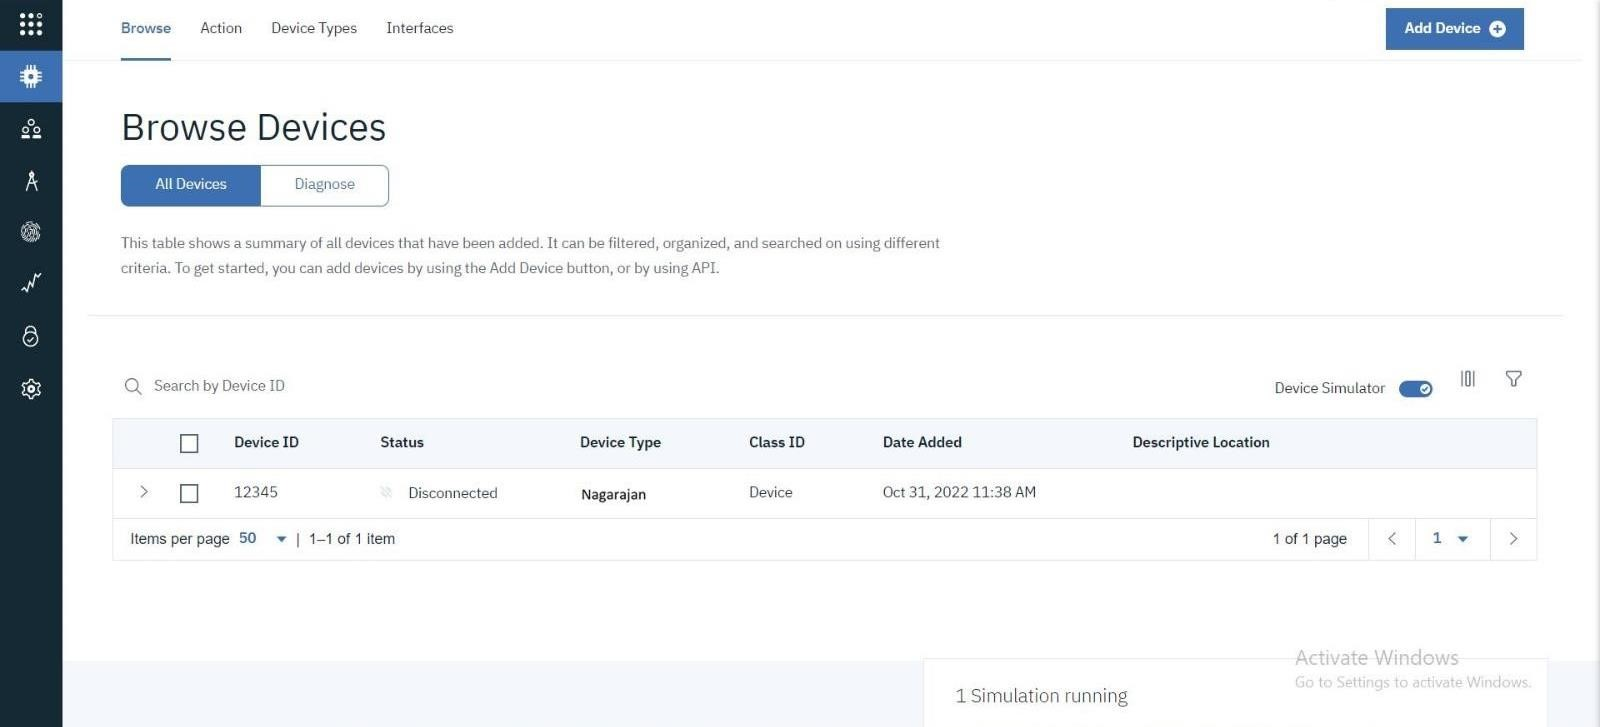 Browse Action Device Types Interfaces Add Device
Browse Devices
All Devices Diagnose
This table shows a summary of all devices that have been added. It can be filtered, organized, and searched on using different
criteria. To get started, you can add devices by using the Add Device button, or by using API.
Search by Device ID Device Simulator
Device ID Status Device Type Class ID Date Added Descriptive Location
12345 Disconnected Nagarajan Device Oct 31, 2022 11:38 AM
Items per page 50 | 1–1 of 1 item 1 of 1 page 1
Activate Windows
Go to Settings to activate Windows.
1 Simulation running